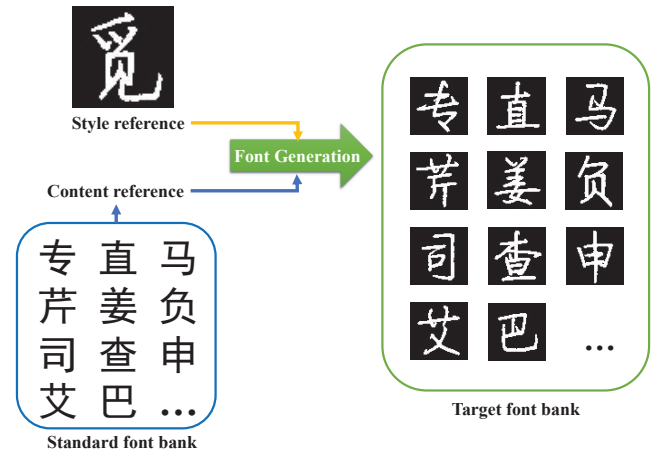 觅
Style reference
Font Generation
Content reference
专 直 马
芹 姜 负
司 查 申
艾 巴 ...
Standard font bank
专 直 马
芹 姜 负
司 查 申
艾 巴 ...
Target font bank